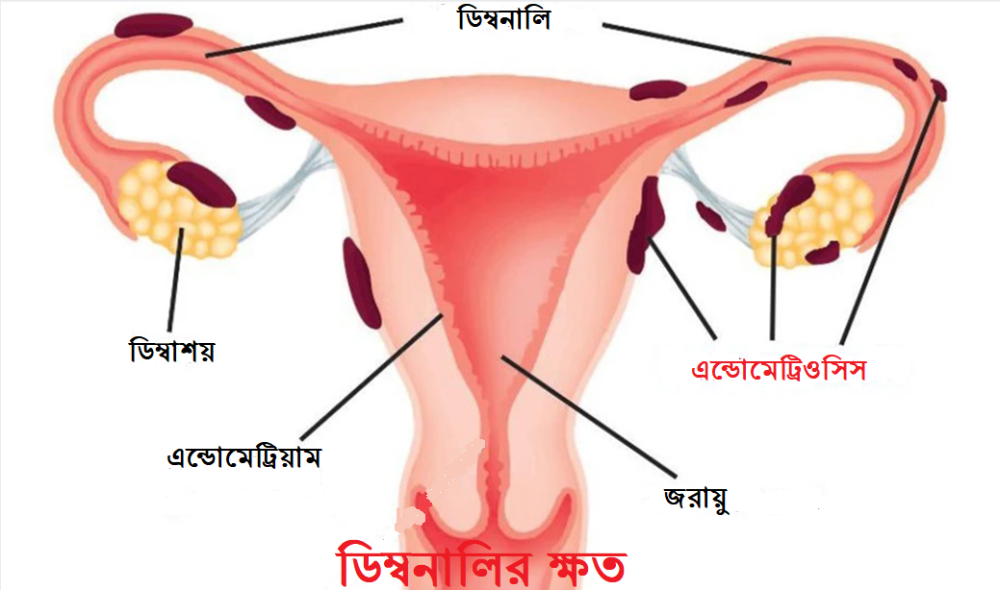 ডিম্বনালি
ডিম্বাশয়
এন্ডোমেট্রিওসিস
এন্ডোমেট্রিয়াম
জরায়ু
ডিম্বনালির ক্ষত